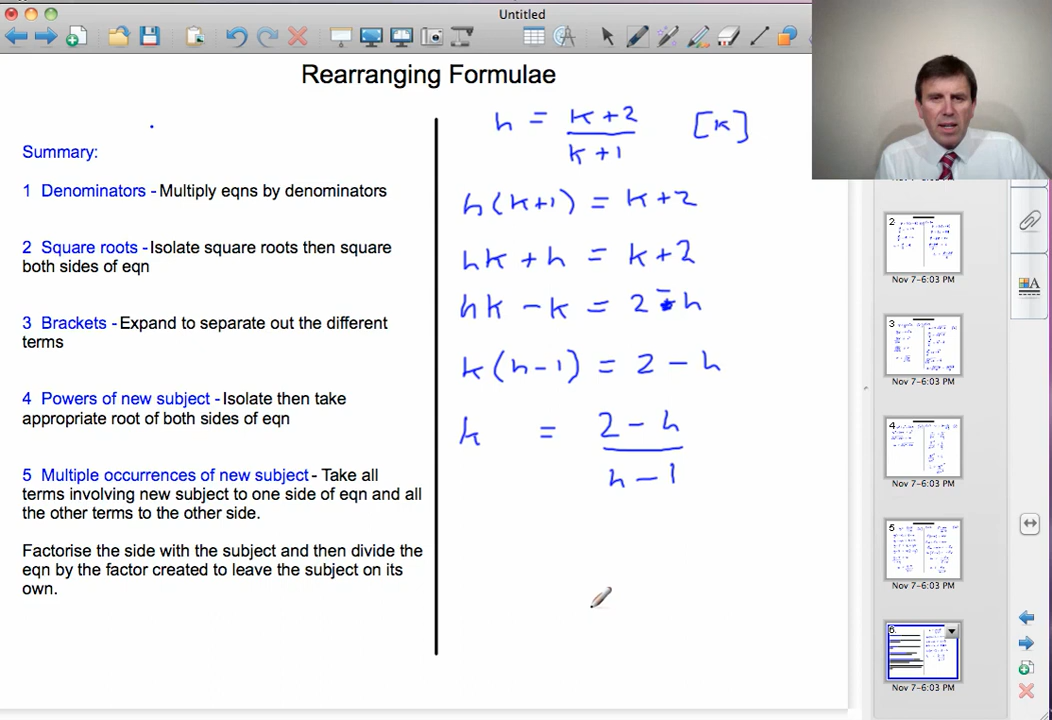 Untitled
Rearranging Formulae
Summary:
1 Denominators - Multiply eqns by denominators
2 Square roots - Isolate square roots then square
both sides of eqn
3 Brackets - Expand to separate out the different
terms
4 Powers of new subject - Isolate then take
appropriate root of both sides of eqn
5 Multiple occurrences of new subject - Take all
terms involving new subject to one side of eqn and all
the other terms to the other side.
Factorise the side with the subject and then divide the
eqn by the factor created to leave the subject on its
own.
h = k+2 [k]
k+1
h(k+1) = k+2
hk + h = k+2
hk - k = 2 - h
k(h-1) = 2 - h
k = 2 - h
h - 1
2
Nov 7-6:03 PM
3
Nov 7-6:03 PM
4
Nov 7-6:03 PM
5
Nov 7-6:03 PM
6
Nov 7-6:03 PM